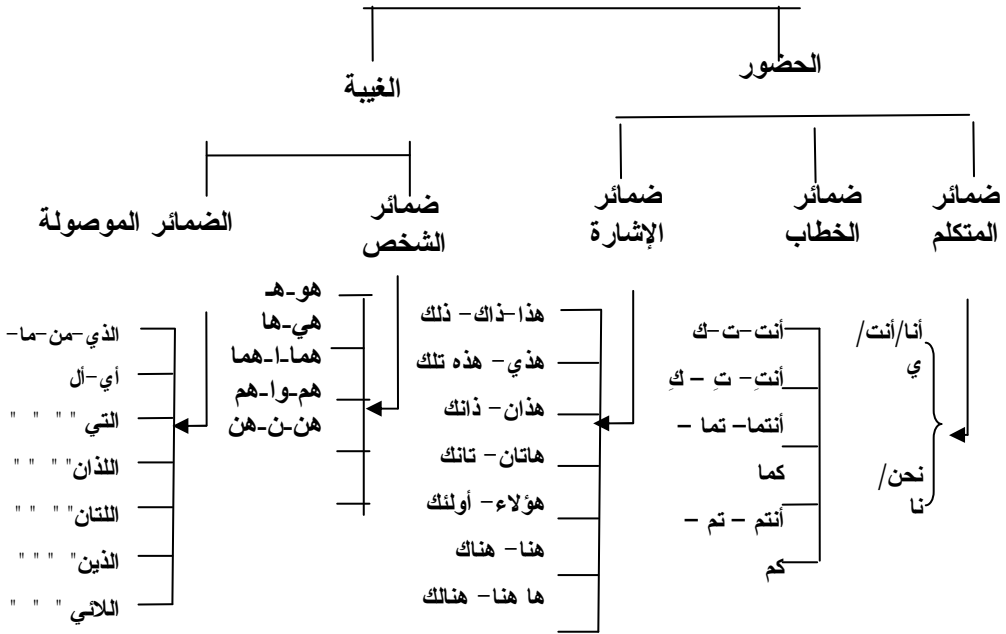 الحضور
الغيبة
ضمائر
المتكلم
ضمائر
الخطاب
ضمائر
الإشارة
ضمائر
الشخص
الضمائر الموصولة
أنا/أنت/
ي
نحن/
نا
أنت-ت-ك
أنتِ- تِ - كِ
أنتما- تما -
كما
أنتم - تم -
كم
هذا-ذاك- ذلك
هذي- هذه تلك
هذان- ذانك
هاتان- تانك
هؤلاء- أولئك
هنا- هناك
ها هنا- هنالك
هو-هـ
هي-ها
هما-ا-هما
هم-وا-هم
هن-ن-هن
الذي-من-ما-
أي-أل
التي " " " "
اللذان" " " "
اللتان" " " "
الذين" " " "
اللائي " " "